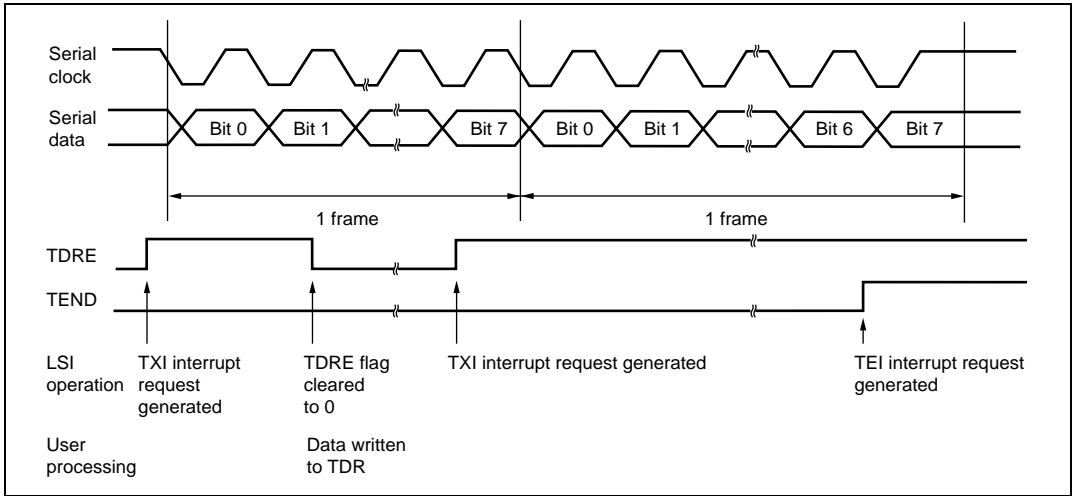 Serial
clock
Serial
data
Bit 0
Bit 1
Bit 7
Bit 0
Bit 1
Bit 6
Bit 7
1 frame
1 frame
TDRE
TEND
LSI
operation
TXI interrupt
request
generated
TDRE flag
cleared
to 0
TXI interrupt request generated
TEI interrupt request
generated
User
processing
Data written
to TDR